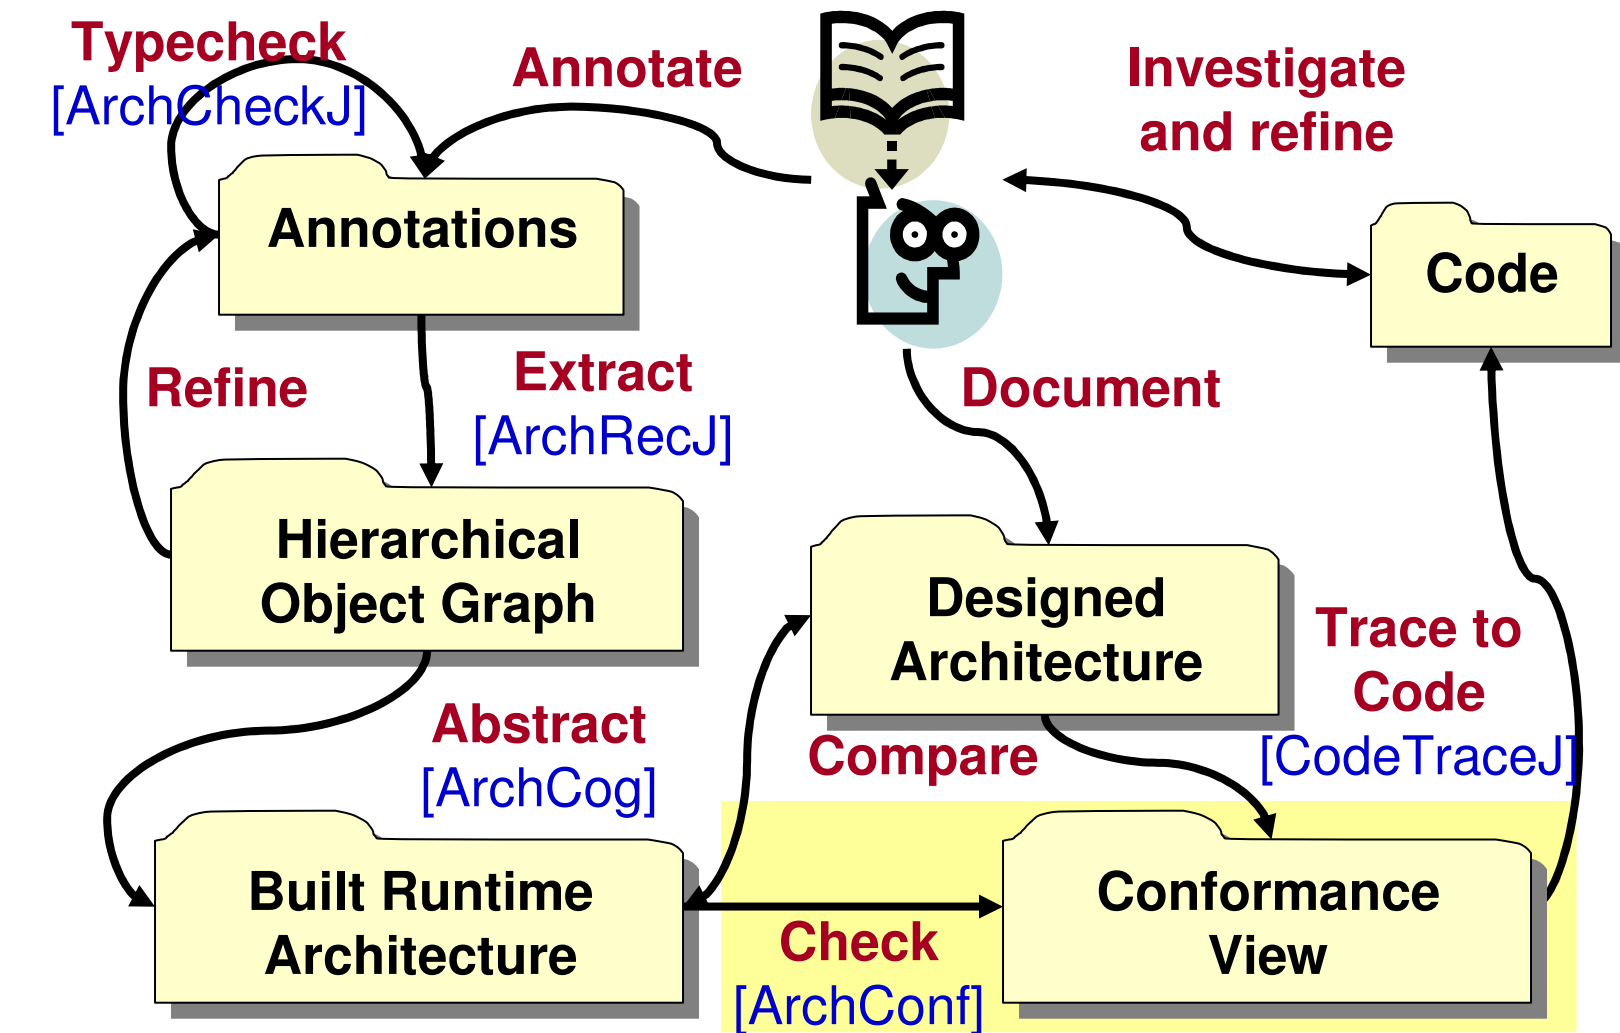 Typecheck
[ArchCheckJ]
Annotate
Investigate
and refine
Annotations
Code
Refine
Extract
[ArchRecJ]
Document
Hierarchical
Object Graph
Designed
Architecture
Trace to
Code
[CodeTraceJ]
Abstract
[ArchCog]
Compare
Built Runtime
Architecture
Check
[ArchConf]
Conformance
View